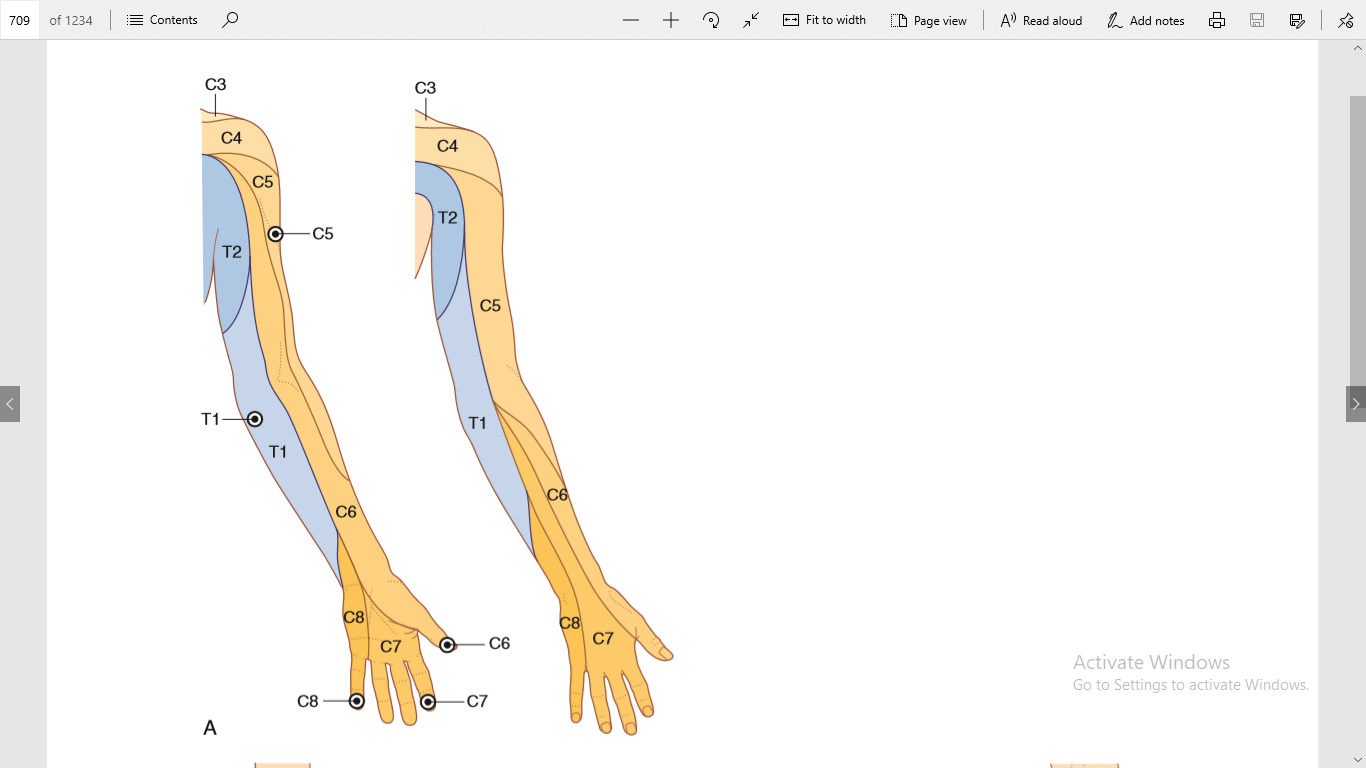 709 of 1234 Contents Fit to width Page view Read aloud Add notes
C3 C3
C4 C4
C5
T2
C5 C5
T2
C5
T1
T1 T1
C6
C6
C8 C8
C7 C7
C6
C8 C7
A
Activate Windows
Go to Settings to activate Windows.